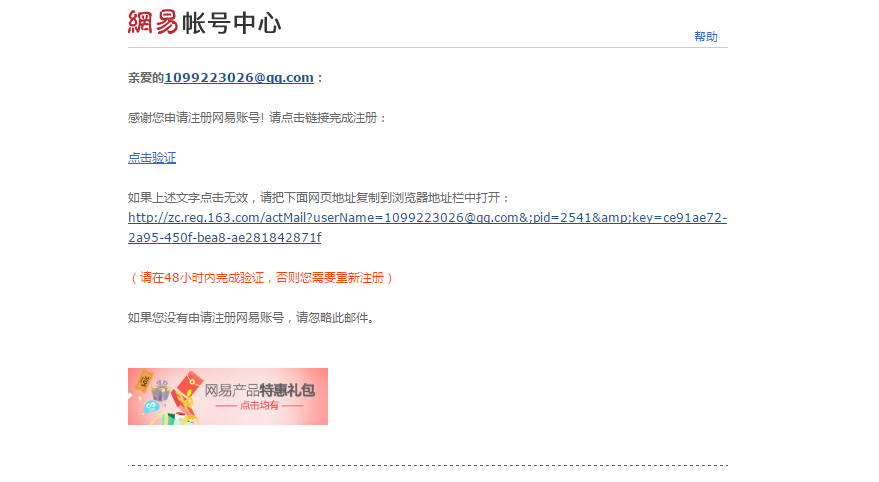 網易帐号中心
帮助
亲爱的1099223026@qq.com：
感谢您申请注册网易账号! 请点击链接完成注册：
点击验证
如果上述文字点击无效，请把下面网页地址复制到浏览器地址栏中打开：
http://zc.reg.163.com/actMail?userName=1099223026@qq.com&;pid=2541&amp;key=ce91ae72-
2a95-450f-bea8-ae281842871f
（请在48小时内完成验证，否则您需要重新注册）
如果您没有申请注册网易账号，请忽略此邮件。
网易产品特惠礼包
点击均有